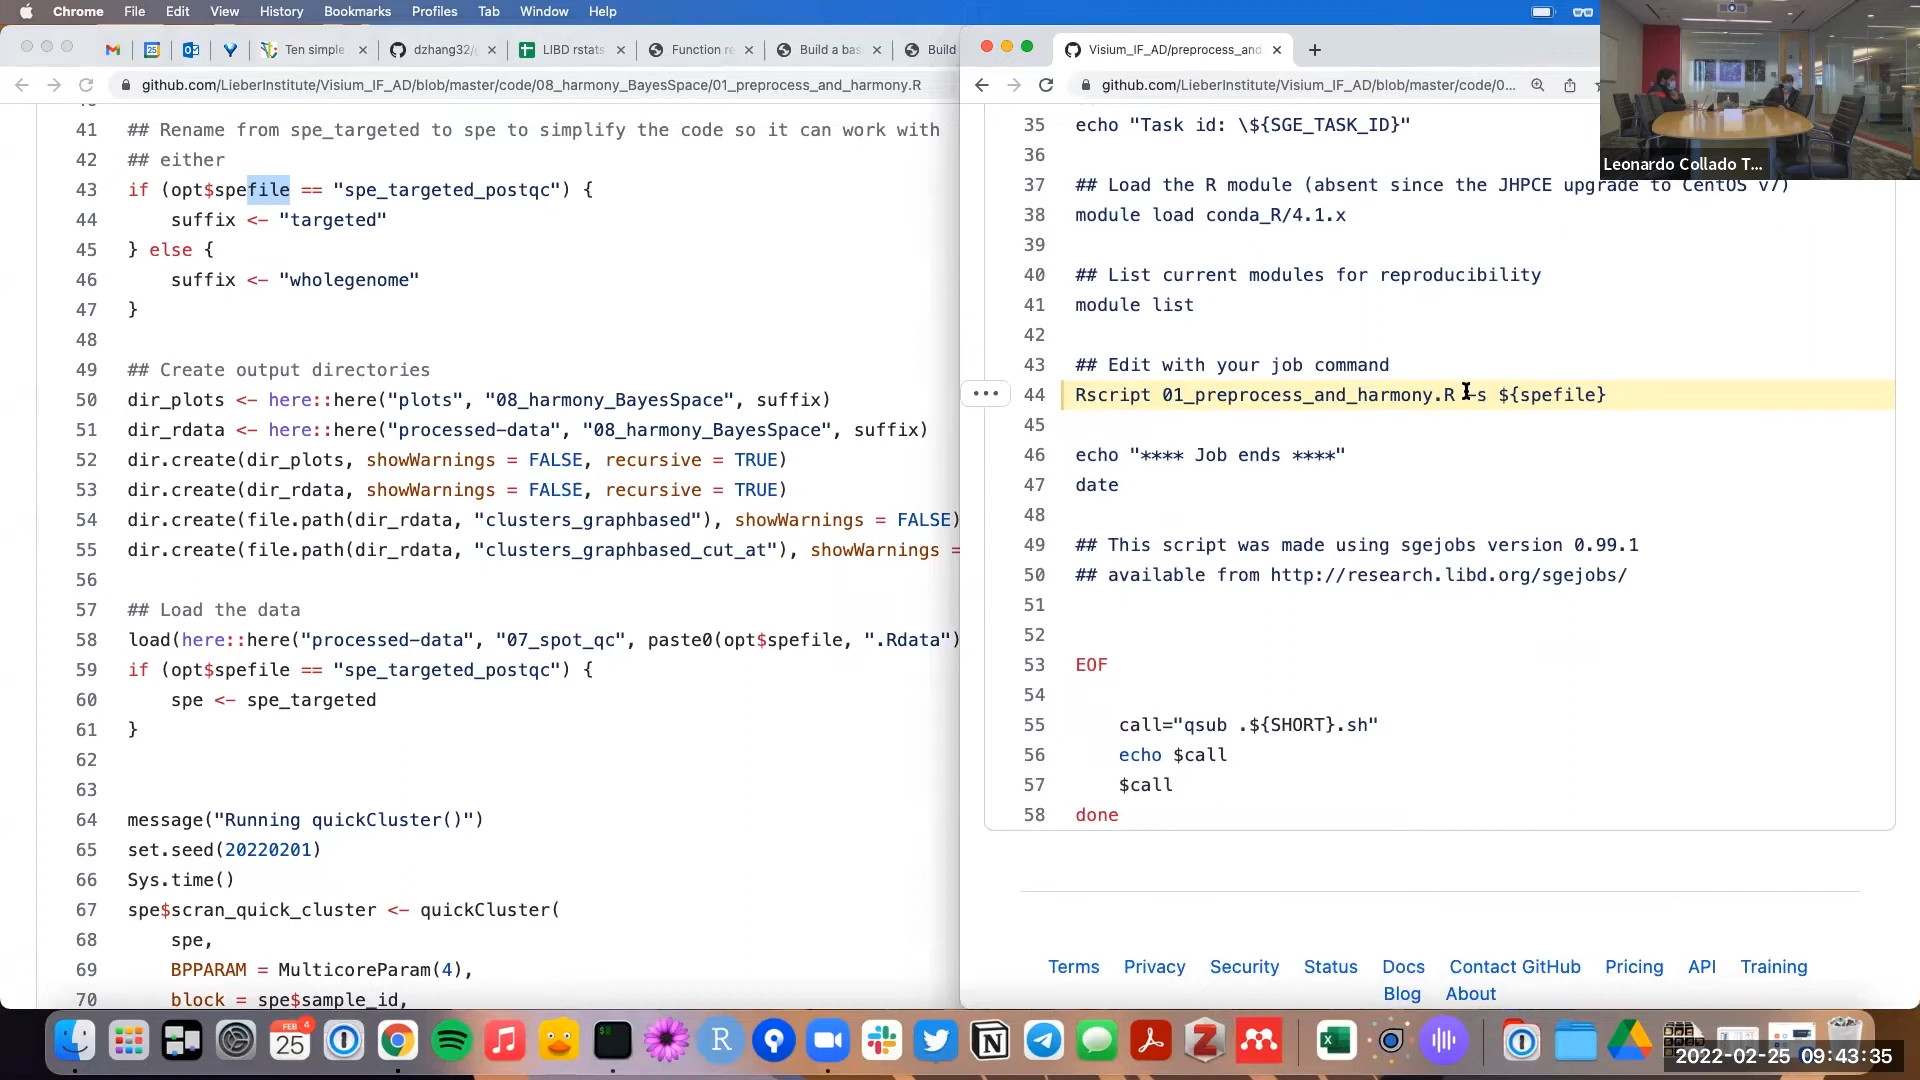 Chrome File Edit View History Bookmarks Profiles Tab Window Help
Ten simple
dzhang32/
LIBD rstats
Function re
Build a bas
Build
Visium_IF_AD/preprocess_and
github.com/LieberInstitute/Visium_IF_AD/blob/master/code/08_harmony_BayesSpace/01_preprocess_and_harmony.R
github.com/LieberInstitute/Visium_IF_AD/blob/master/code/0...
41 ## Rename from spe_targeted to spe to simplify the code so it can work with
42 ## either
43 if (opt$spefile == "spe_targeted_postqc") {
44 suffix <- "targeted"
45 } else {
46 suffix <- "wholegenome"
47 }
48
49 ## Create output directories
50 dir_plots <- here::here("plots", "08_harmony_BayesSpace", suffix)
51 dir_rdata <- here::here("processed-data", "08_harmony_BayesSpace", suffix)
52 dir.create(dir_plots, showWarnings = FALSE, recursive = TRUE)
53 dir.create(dir_rdata, showWarnings = FALSE, recursive = TRUE)
54 dir.create(file.path(dir_rdata, "clusters_graphbased"), showWarnings = FALSE)
55 dir.create(file.path(dir_rdata, "clusters_graphbased_cut_at"), showWarnings =
56
57 ## Load the data
58 load(here::here("processed-data", "07_spot_qc", paste0(opt$spefile, ".Rdata")
59 if (opt$spefile == "spe_targeted_postqc") {
60 spe <- spe_targeted
61 }
62
63
64 message("Running quickCluster()")
65 set.seed(20220201)
66 Sys.time()
67 spe$scran_quick_cluster <- quickCluster(
68 spe,
69 BPPARAM = MulticoreParam(4),
70 block = spe$sample_id,
35 echo "Task id: \${SGE_TASK_ID}"
36
37 ## Load the R module (absent since the JHPCE upgrade to CentOS v7)
38 module load conda_R/4.1.x
39
40 ## List current modules for reproducibility
41 module list
42
43 ## Edit with your job command
44 Rscript 01_preprocess_and_harmony.R -s ${spefile}
45
46 echo "**** Job ends ****"
47 date
48
49 ## This script was made using sgejobs version 0.99.1
50 ## available from http://research.libd.org/sgejobs/
51
52
53 EOF
54
55 call="qsub .${SHORT}.sh"
56 echo $call
57 $call
58 done
Terms Privacy Security Status Docs Contact GitHub Pricing API Training
Blog About
Leonardo Collado T...
FEB 4
25
2022-02-25 09:43:35